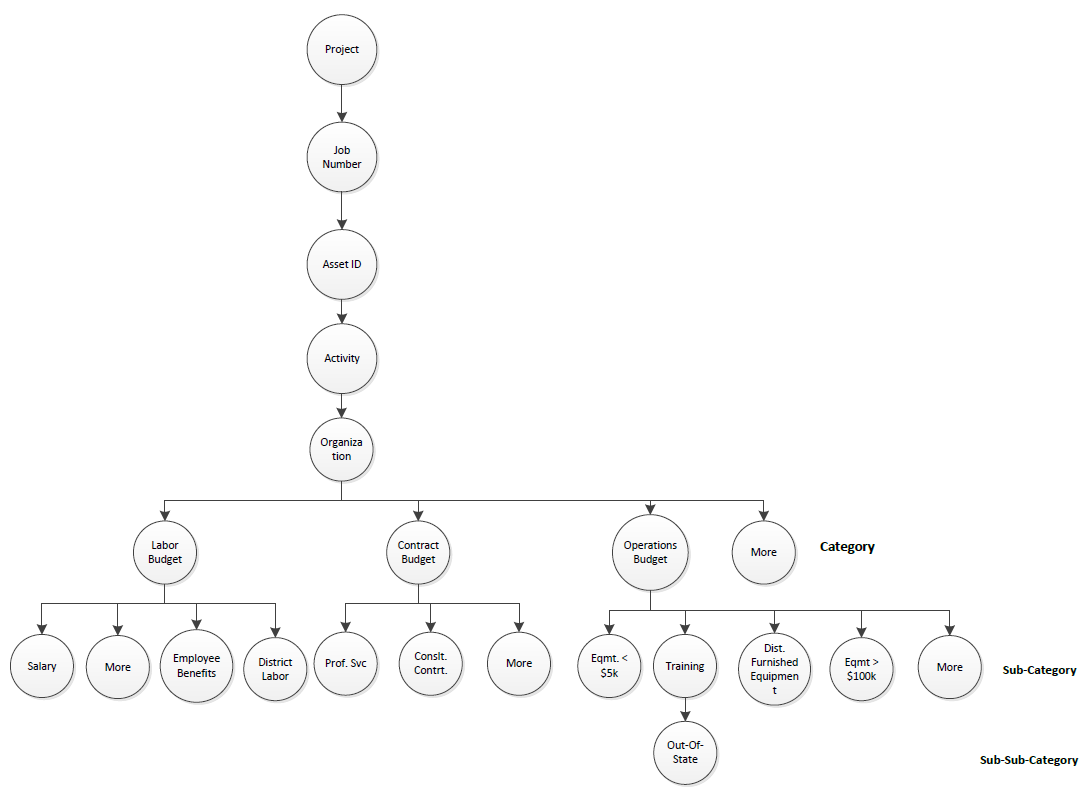 Project
Job
Number
Asset ID
Activity
Organiza
tion
Labor
Budget
Contract
Budget
Operations
Budget
More
Category
Salary
More
Employee
Benefits
District
Labor
Prof. Svc
Conslt.
Contrt.
More
Eqmt. <
$5k
Training
Dist.
Furnished
Equipmen
t
Eqmt >
$100k
More
Sub-Category
Out-Of-
State
Sub-Sub-Category